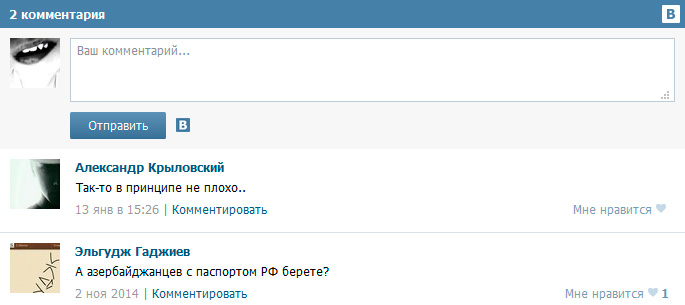 2 комментария
B
Ваш комментарий...
Отправить
B
Александр Крыловский
Так-то в принципе не плохо..
13 янв в 15:26 | Комментировать
Мне нравится
Эльгудж Гаджиев
А азербайджанцев с паспортом РФ берете?
2 ноя 2014 | Комментировать
Мне нравится 1